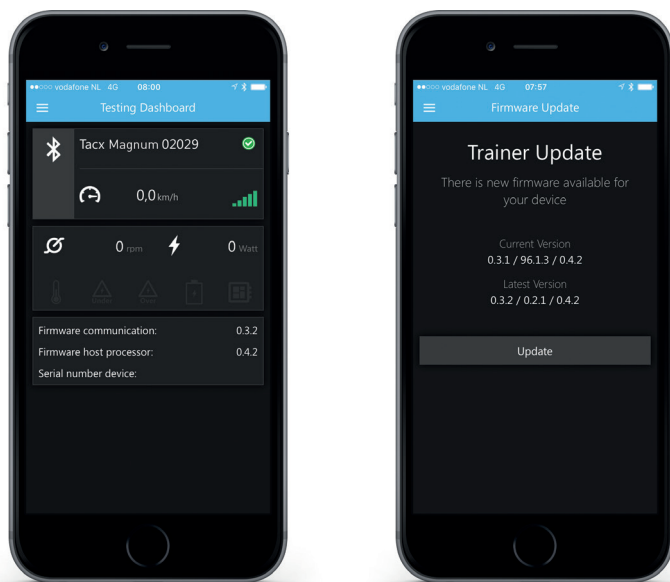 vodafone NL 4G 08:00
Testing Dashboard
Tacx Magnum 02029
0,0 km/h
0 rpm 0 Watt
Firmware communication: 0.3.2
Firmware host processor: 0.4.2
Serial number device:
vodafone NL 4G 07:57
Firmware Update
Trainer Update
There is new firmware available for
your device
Current Version
0.3.1 / 96.1.3 / 0.4.2
Latest Version
0.3.2 / 0.2.1 / 0.4.2
Update